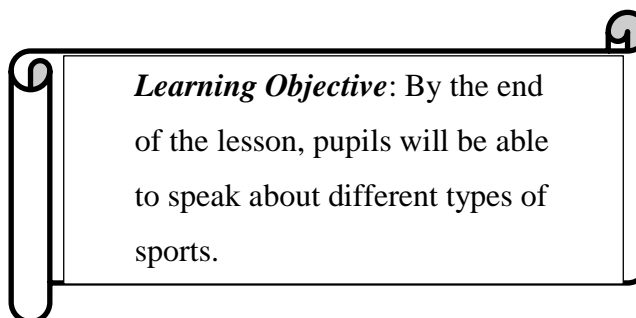 Learning Objective: By the end
of the lesson, pupils will be able
to speak about different types of
sports.